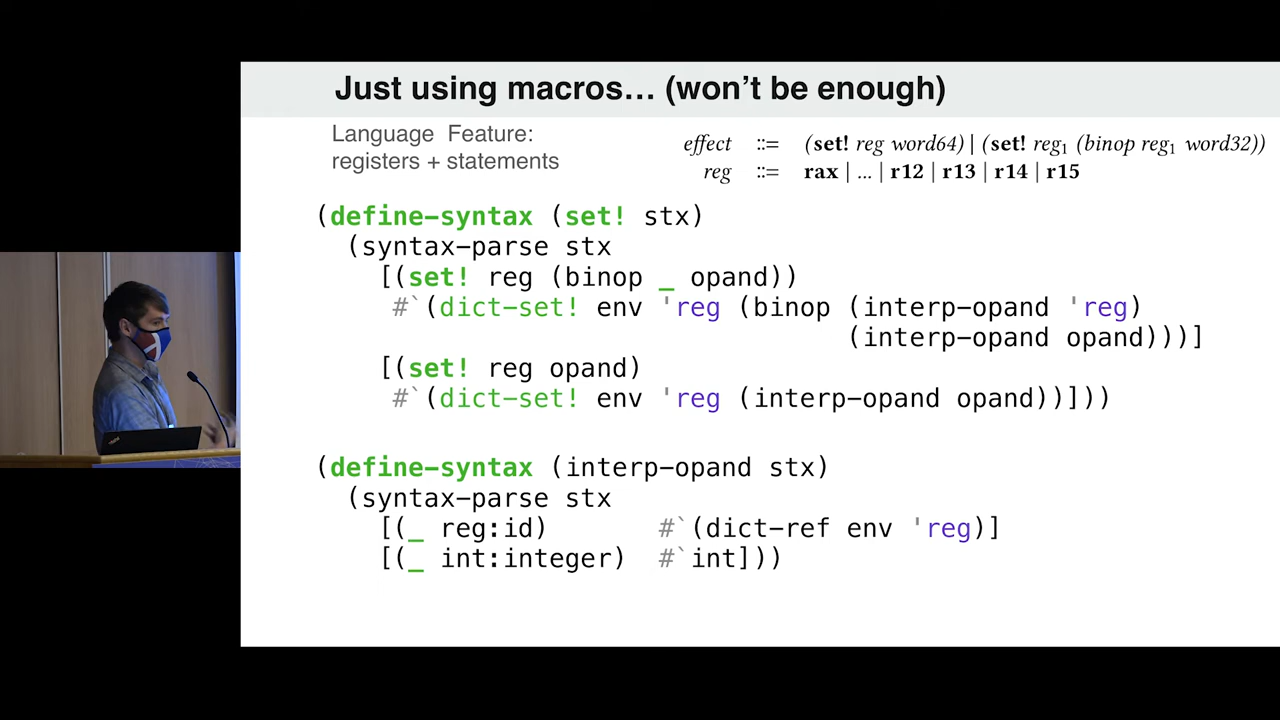 Just using macros… (won’t be enough)
Language Feature:
registers + statements
effect ::= (set! reg word64) | (set! reg₁ (binop reg₁ word32))
reg ::= rax | ... | r12 | r13 | r14 | r15
(define-syntax (set! stx)
(syntax-parse stx
[(set! reg (binop _ opand))
#`(dict-set! env 'reg (binop (interp-opand 'reg)
(interp-opand opand)))]
[(set! reg opand)
#`(dict-set! env 'reg (interp-opand opand))]))
(define-syntax (interp-opand stx)
(syntax-parse stx
[(_ reg:id) #`(dict-ref env 'reg)]
[(_ int:integer) #`int]))